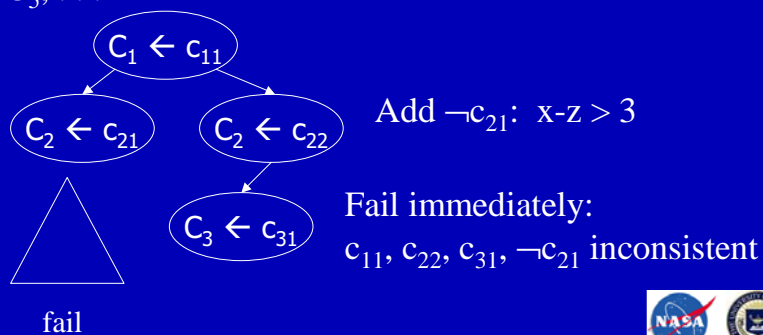 C₁ ← c₁₁
C₂ ← c₂₁
C₂ ← c₂₂
Add ¬c₂₁: x-z > 3
C₃ ← c₃₁
Fail immediately:
c₁₁, c₂₂, c₃₁, ¬c₂₁ inconsistent
fail
NASA